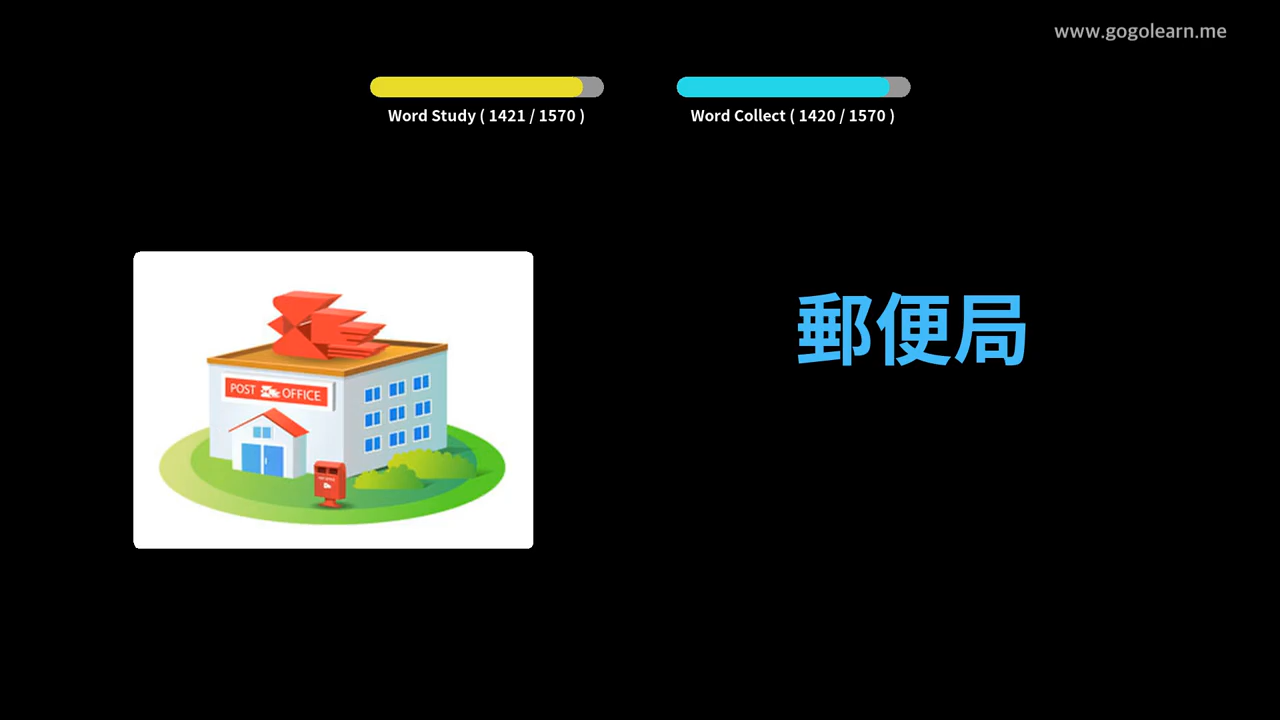 www.gogolearn.me
Word Study ( 1421 / 1570 )
Word Collect ( 1420 / 1570 )
郵便局
POST OFFICE